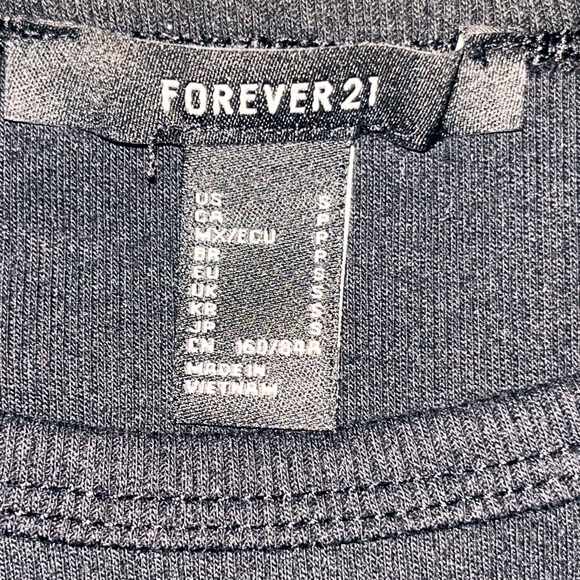 FOREVER 21
US S
CA P
MX/ECU P
BR P
EU S
UK S
KR S
JP S
CN 160/84A
MADE IN
VIETNAM